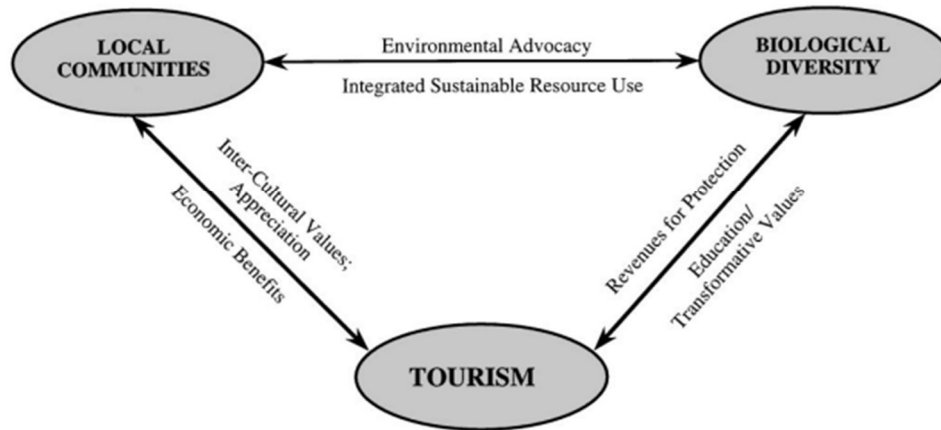 LOCAL
COMMUNITIES
Environmental Advocacy
Integrated Sustainable Resource Use
BIOLOGICAL
DIVERSITY
Inter-Cultural Values;
Appreciation
Economic Benefits
Revenues for Protection
Education/
Transformative Values
TOURISM